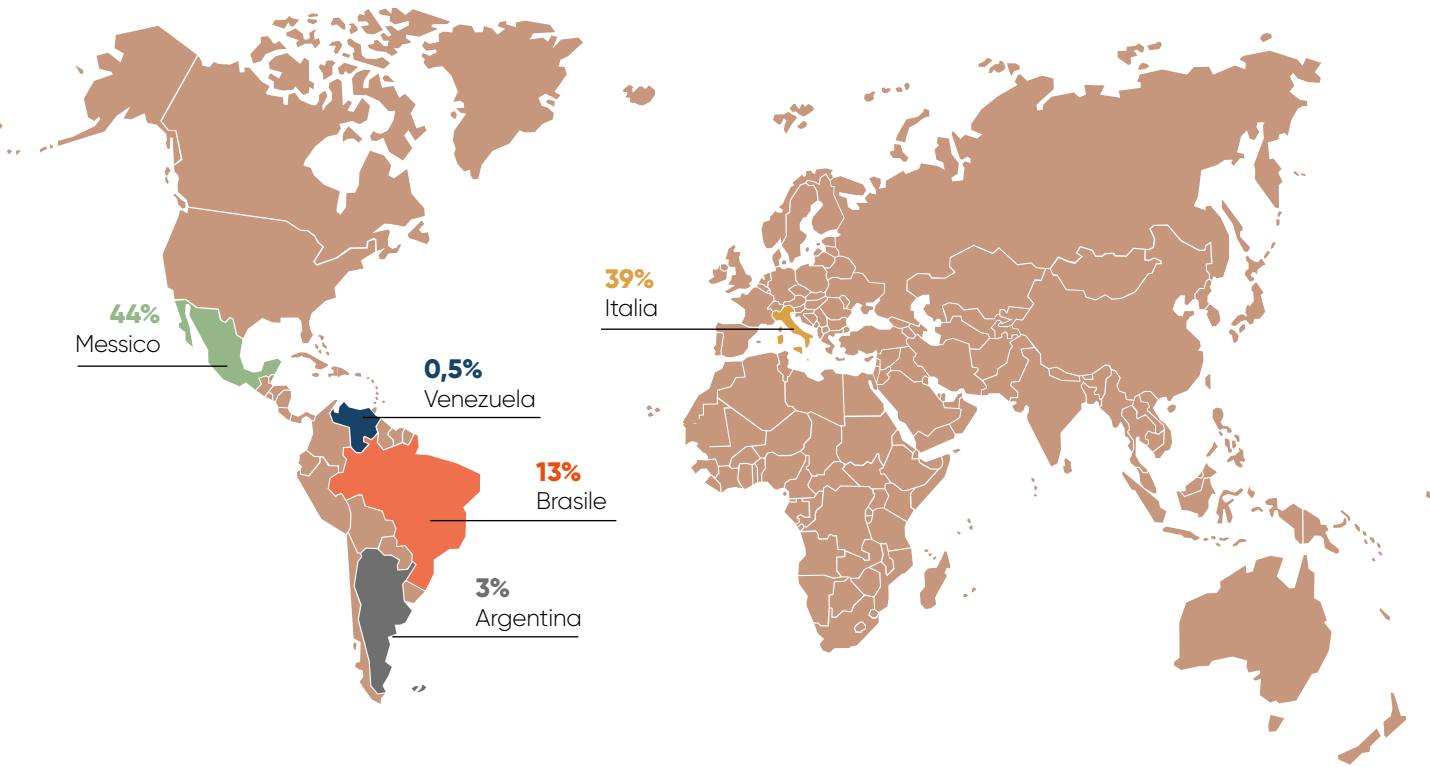 39%
Italia
44%
Messico
0,5%
Venezuela
13%
Brasile
3%
Argentina